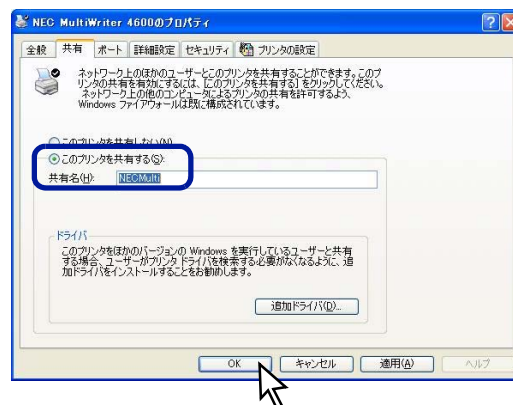 NEC MultiWriter 4600のプロパティ
全般 共有 ポート 詳細設定 セキュリティ プリンタの設定
ネットワーク上のほかのユーザーとこのプリンタを共有することができます。このプ
リンタの共有を有効にするには、[このプリンタを共有する] をクリックしてください。
ネットワーク上の他のコンピュータによるプリンタの共有を許可するよう、
Windows ファイアウォールは既に構成されています。
このプリンタを共有しない(N)
このプリンタを共有する(S)
共有名(H): NECMulti
ドライバ
このプリンタをほかのバージョンの Windows を実行しているユーザーと共有
する場合、ユーザーがプリンタ ドライバを検索する必要がなくなるように、追
加ドライバをインストールすることをお勧めします。
追加ドライバ(D)...
OK キャンセル 適用(A) ヘルプ